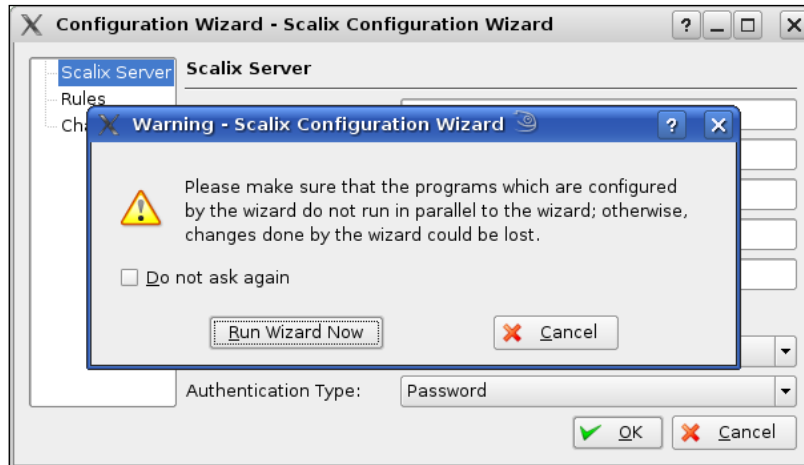 Configuration Wizard - Scalix Configuration Wizard
Scalix Server
Scalix Server
Rules
Warning - Scalix Configuration Wizard
Please make sure that the programs which are configured
by the wizard do not run in parallel to the wizard; otherwise,
changes done by the wizard could be lost.
Do not ask again
Run Wizard Now
Cancel
Authentication Type:
Password
OK
Cancel